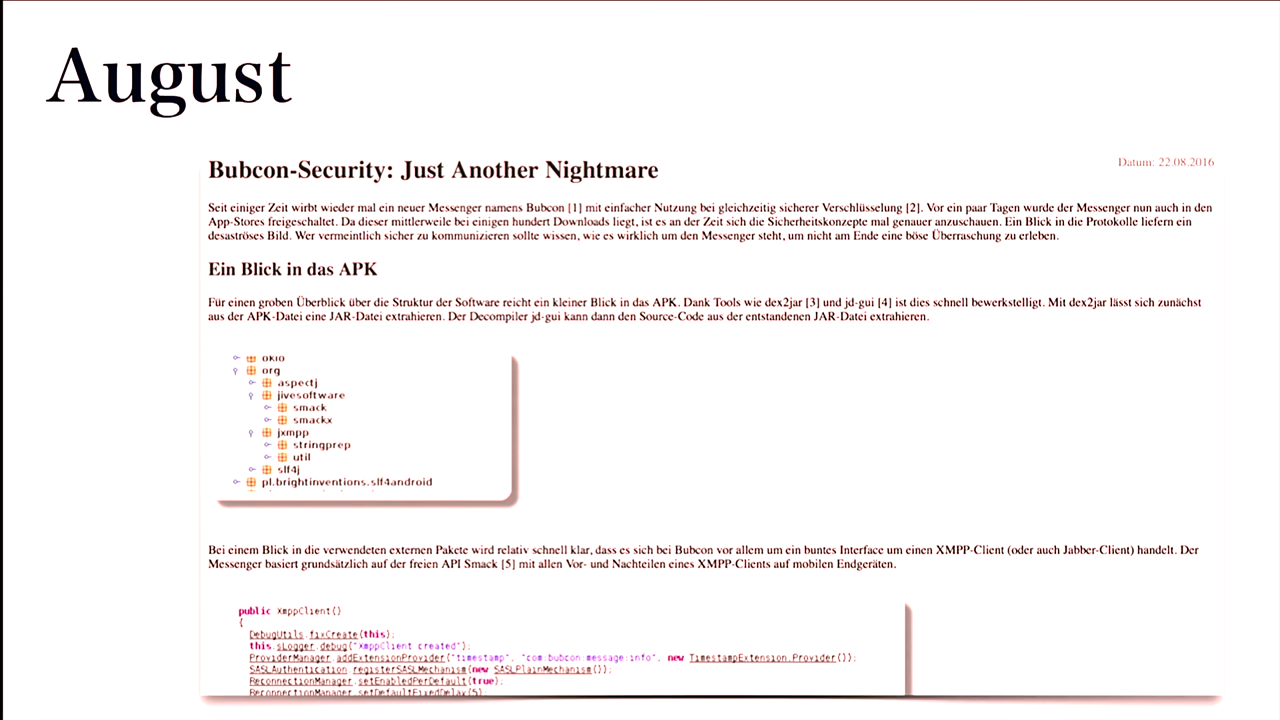 August
Bubcon-Security: Just Another Nightmare
Datum: 22.08.2016
Seit einiger Zeit wirbt wieder mal ein neuer Messenger namens Bubcon [1] mit einfacher Nutzung bei gleichzeitig sicherer Verschlüsselung [2]. Vor ein paar Tagen wurde der Messenger nun auch in den
App-Stores freigeschaltet. Da dieser mittlerweile bei einigen hundert Downloads liegt, ist es an der Zeit sich die Sicherheitskonzepte mal genauer anzuschauen. Ein Blick in die Protokolle liefern ein
desaströses Bild. Wer vermeintlich sicher zu kommunizieren sollte wissen, wie es wirklich um den Messenger steht, um nicht am Ende eine böse Überraschung zu erleben.
Ein Blick in das APK
Für einen groben Überblick über die Struktur der Software reicht ein kleiner Blick in das APK. Dank Tools wie dex2jar [3] und jd-gui [4] ist dies schnell bewerkstelligt. Mit dex2jar lässt sich zunächst
aus der APK-Datei eine JAR-Datei extrahieren. Der Decompiler jd-gui kann dann den Source-Code aus der entstandenen JAR-Datei extrahieren.
okio
org
aspectj
jivesoftware
smack
smackx
jxmpp
stringprep
util
slf4j
pl.brightinventions.slf4android
Bei einem Blick in die verwendeten externen Pakete wird relativ schnell klar, dass es sich bei Bubcon vor allem um ein buntes Interface um einen XMPP-Client (oder auch Jabber-Client) handelt. Der
Messenger basiert grundsätzlich auf der freien API Smack [5] mit allen Vor- und Nachteilen eines XMPP-Clients auf mobilen Endgeräten.
public XmppClient()
{
DebugUtils.fixCreate(this);
this.sLogger.debug("XmppClient created");
ProviderManager.addExtensionProvider("timestamp", "com:bubcon:message:info", new TimestampExtension.Provider());
SASLAuthentication.registerSASLMechanism(new SASLPlainMechanism());
ReconnectionManager.setEnabledPerDefault(true);
ReconnectionManager.setDefaultFixedDelay(5);